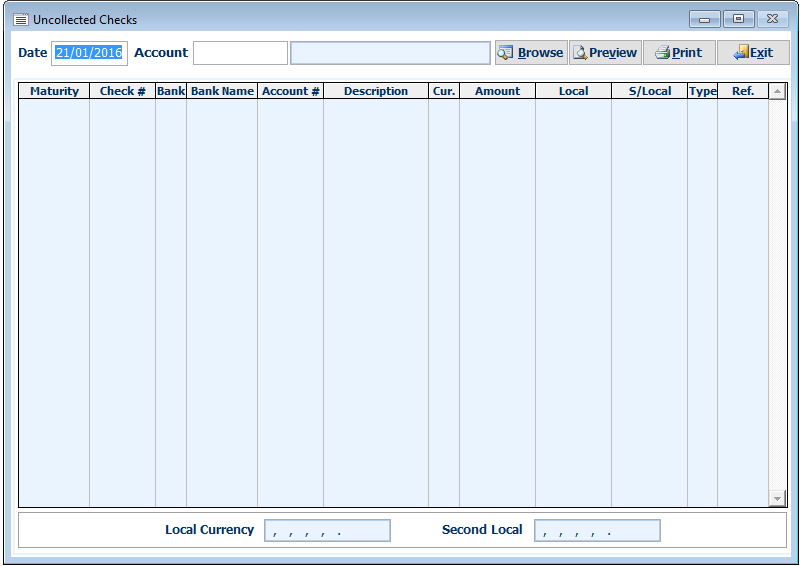 Uncollected Checks
Date 21/01/2016 Account Browse Preview Print Exit
Maturity Check # Bank Bank Name Account # Description Cur. Amount Local S/Local Type Ref.
Local Currency , , , , . Second Local , , , , .